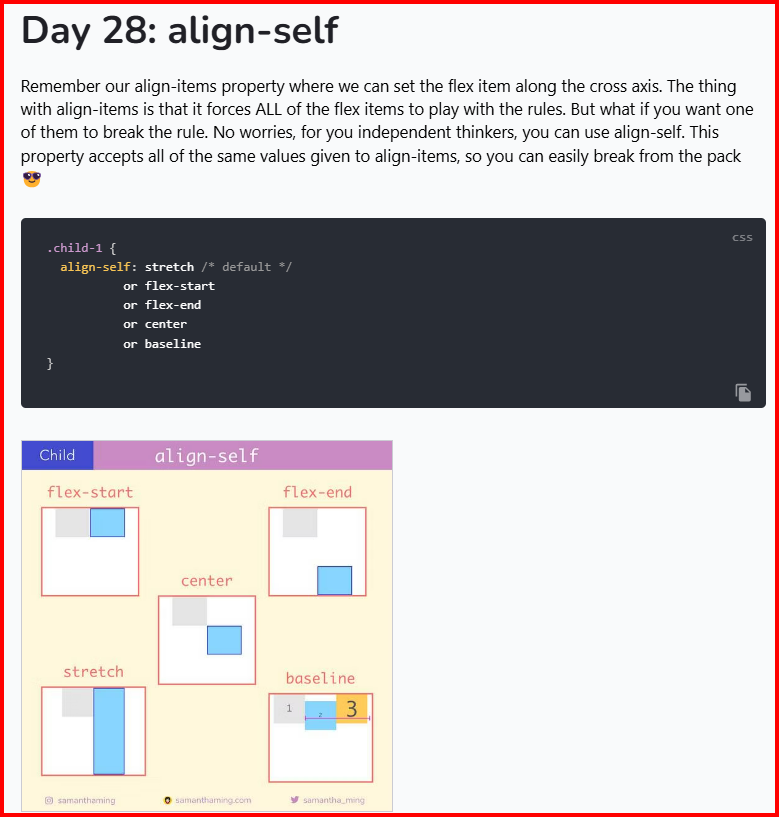 Day 28: align-self
Remember our align-items property where we can set the flex item along the cross axis. The thing
with align-items is that it forces ALL of the flex items to play with the rules. But what if you want one
of them to break the rule. No worries, for you independent thinkers, you can use align-self. This
property accepts all of the same values given to align-items, so you can easily break from the pack
😎
css
.child-1 {
align-self: stretch /* default */
or flex-start
or flex-end
or center
or baseline
}
Child align-self
flex-start flex-end
center
stretch
baseline
1 2 3
samanthaming samanthaming.com samantha_ming